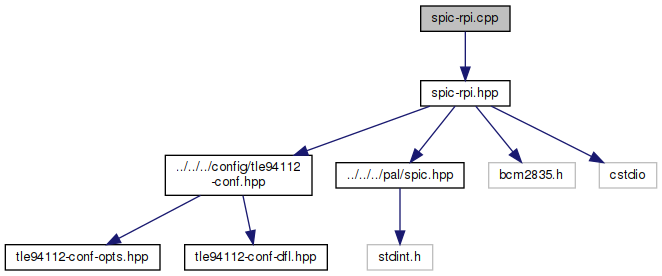 spic-rpi.cpp
spic-rpi.hpp
../../../config/tle94112
-conf.hpp
../../../pal/spic.hpp
bcm2835.h
cstdio
tle94112-conf-opts.hpp
tle94112-conf-dfl.hpp
stdint.h